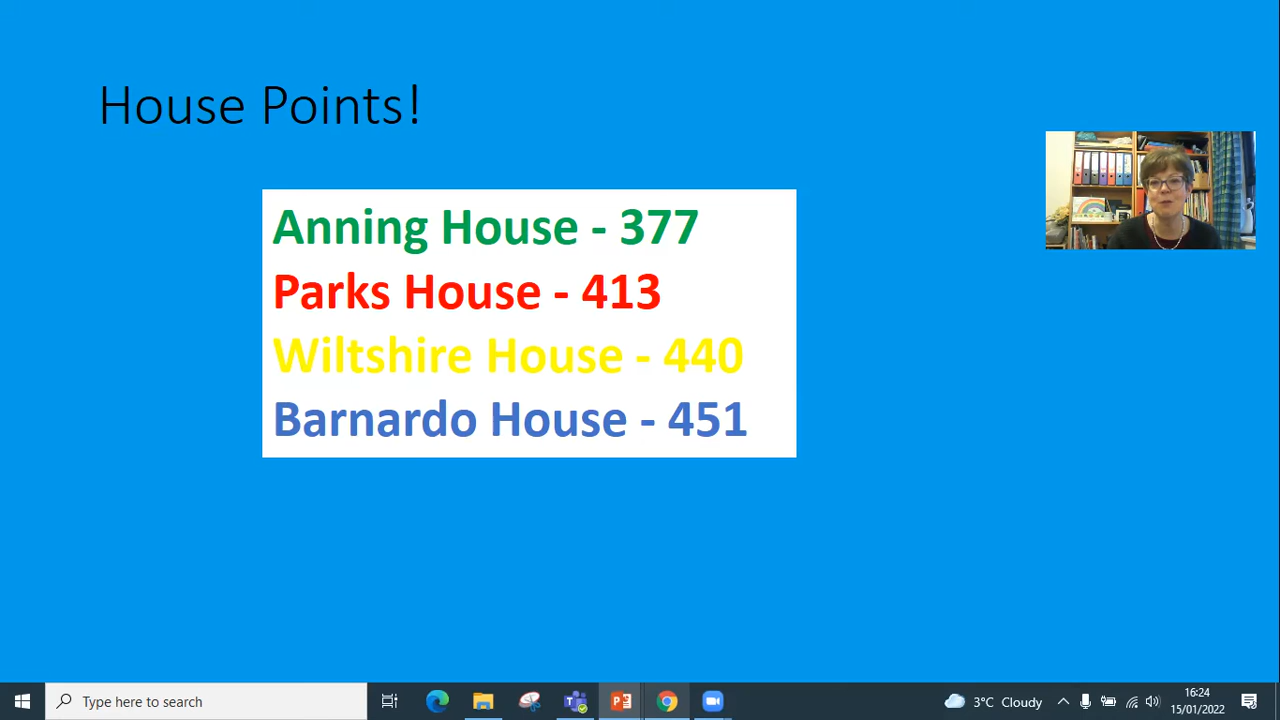 House Points!
Anning House - 377
Parks House - 413
Wiltshire House - 440
Barnardo House - 451
Type here to search
3°C Cloudy
16:24
15/01/2022